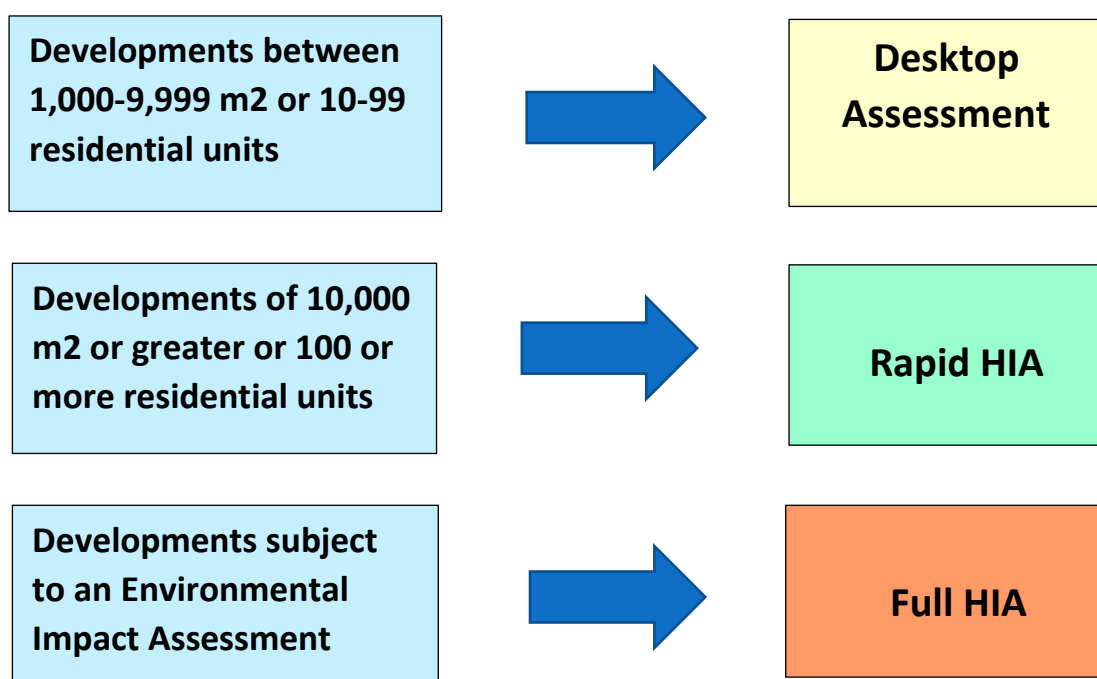 Developments between
1,000-9,999 m2 or 10-99
residential units
Desktop
Assessment
Developments of 10,000
m2 or greater or 100 or
more residential units
Rapid HIA
Developments subject
to an Environmental
Impact Assessment
Full HIA